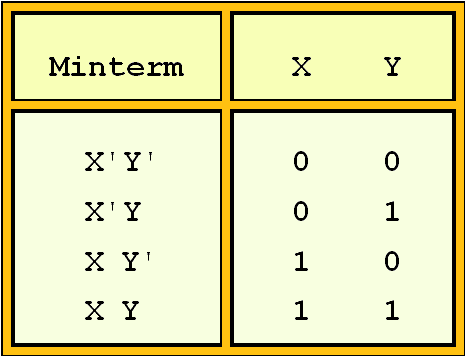 Minterm X Y
X'Y' 0 0
X'Y 0 1
X Y' 1 0
X Y 1 1